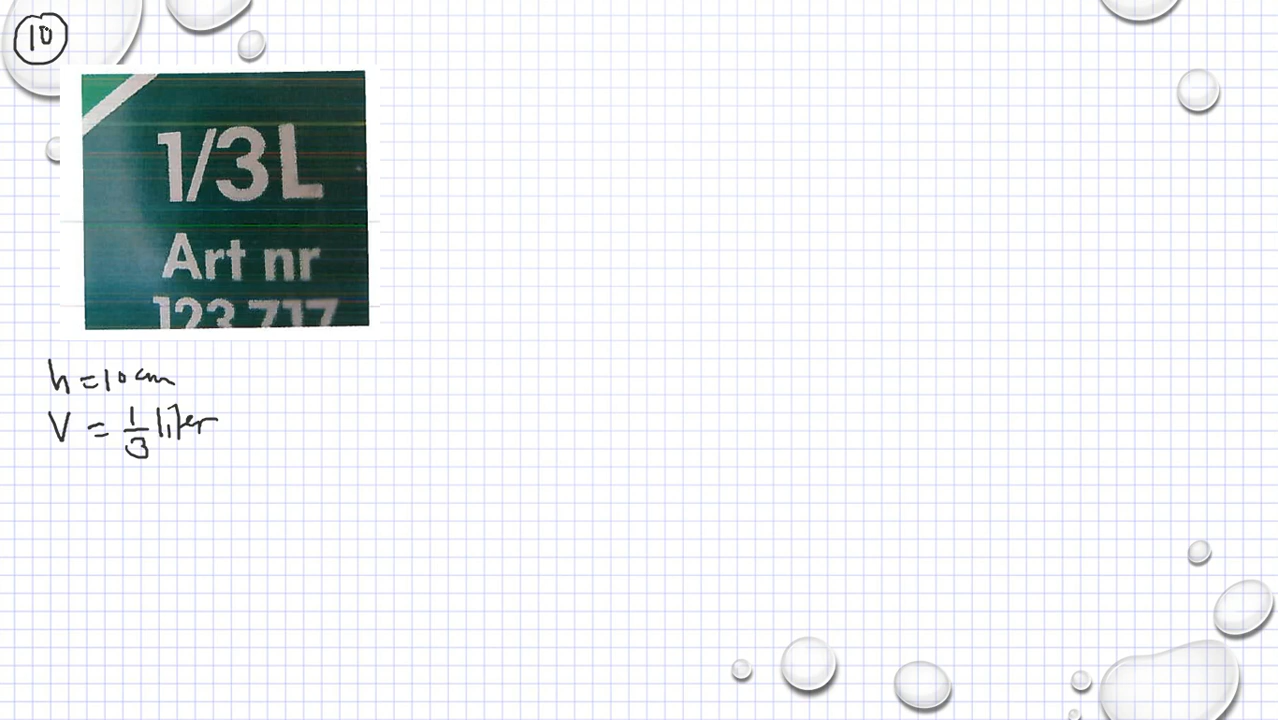 10
1/3L
Art nr
123 717
h = 10 cm
V = 1/3 liter